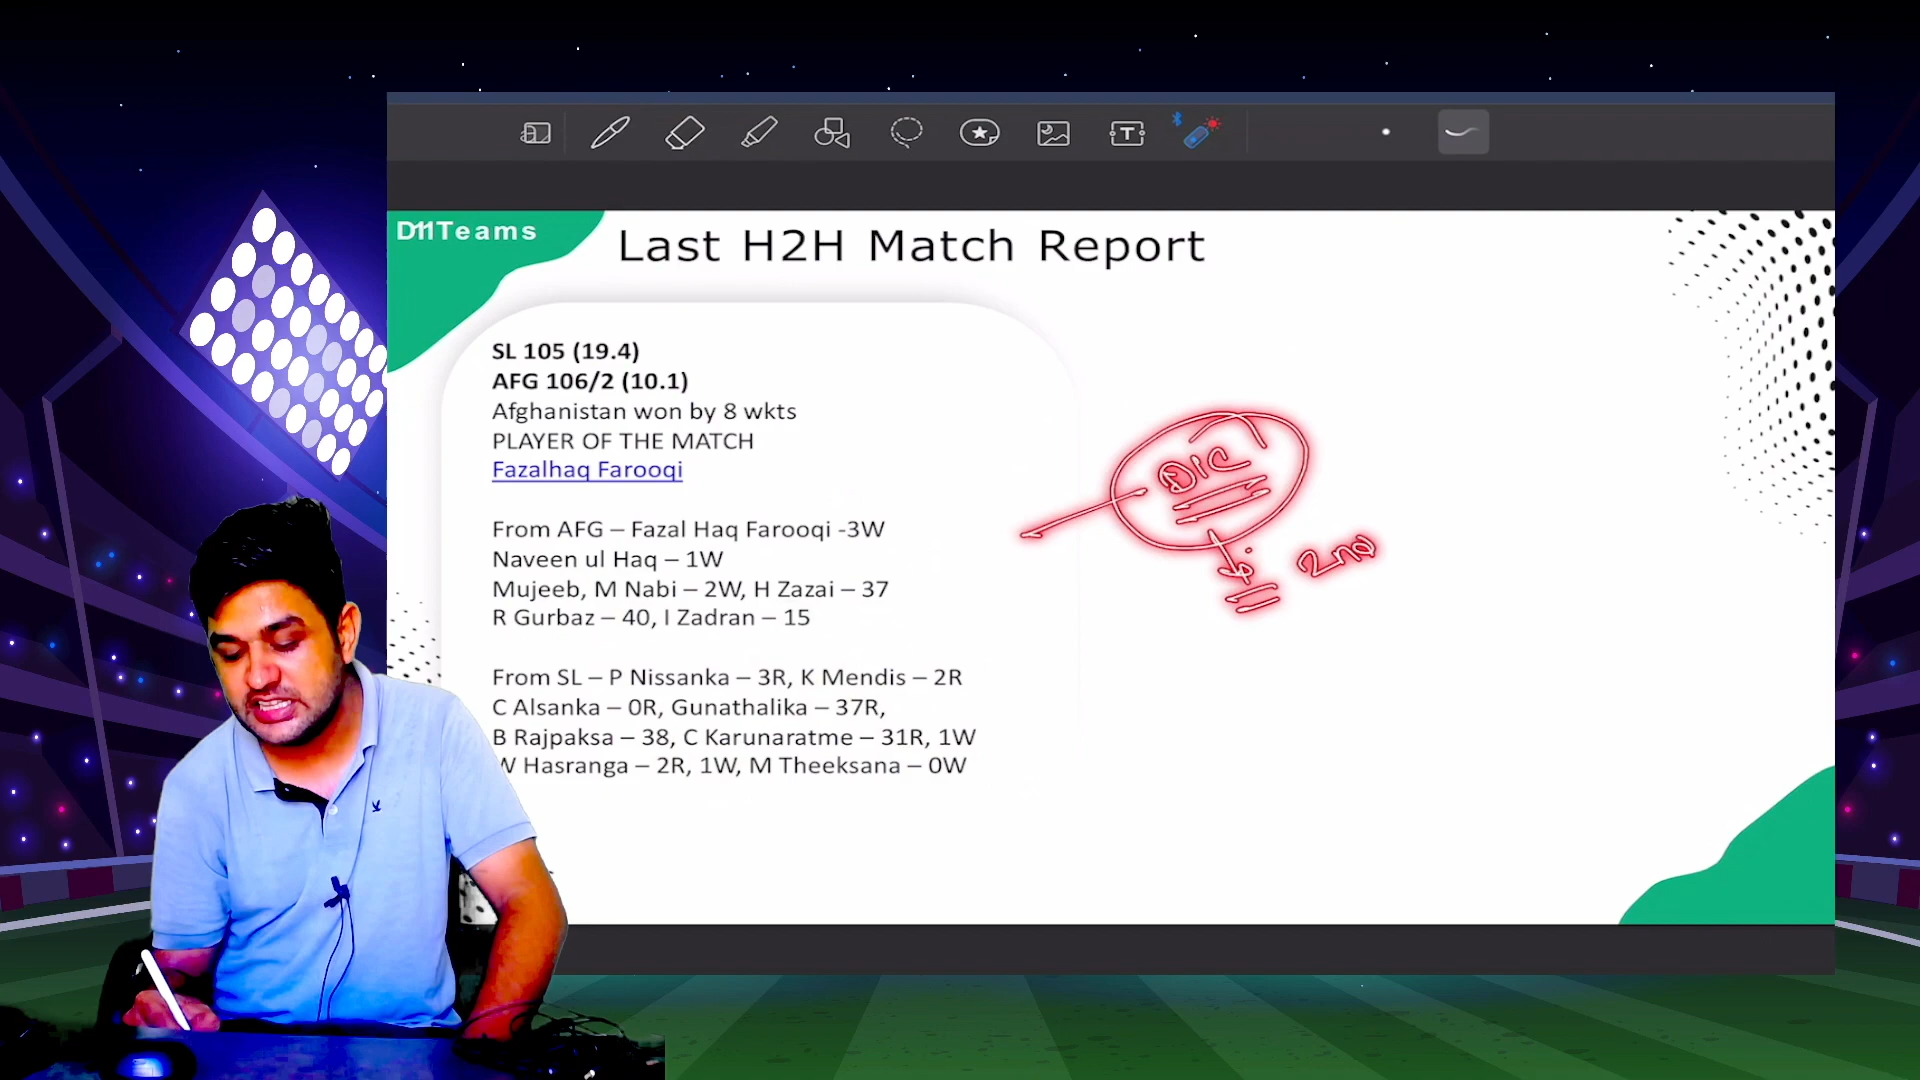 D11Teams
Last H2H Match Report
SL 105 (19.4)
AFG 106/2 (10.1)
Afghanistan won by 8 wkts
PLAYER OF THE MATCH
Fazalhaq Farooqi
From AFG – Fazal Haq Farooqi -3W
Naveen ul Haq – 1W
Mujeeb, M Nabi – 2W, H Zazai – 37
R Gurbaz – 40, I Zadran – 15
From SL – P Nissanka – 3R, K Mendis – 2R
C Alsanka – 0R, Gunathalika – 37R,
B Rajpaksa – 38, C Karunaratme – 31R, 1W
W Hasranga – 2R, 1W, M Theeksana – 0W
DIC
2nd